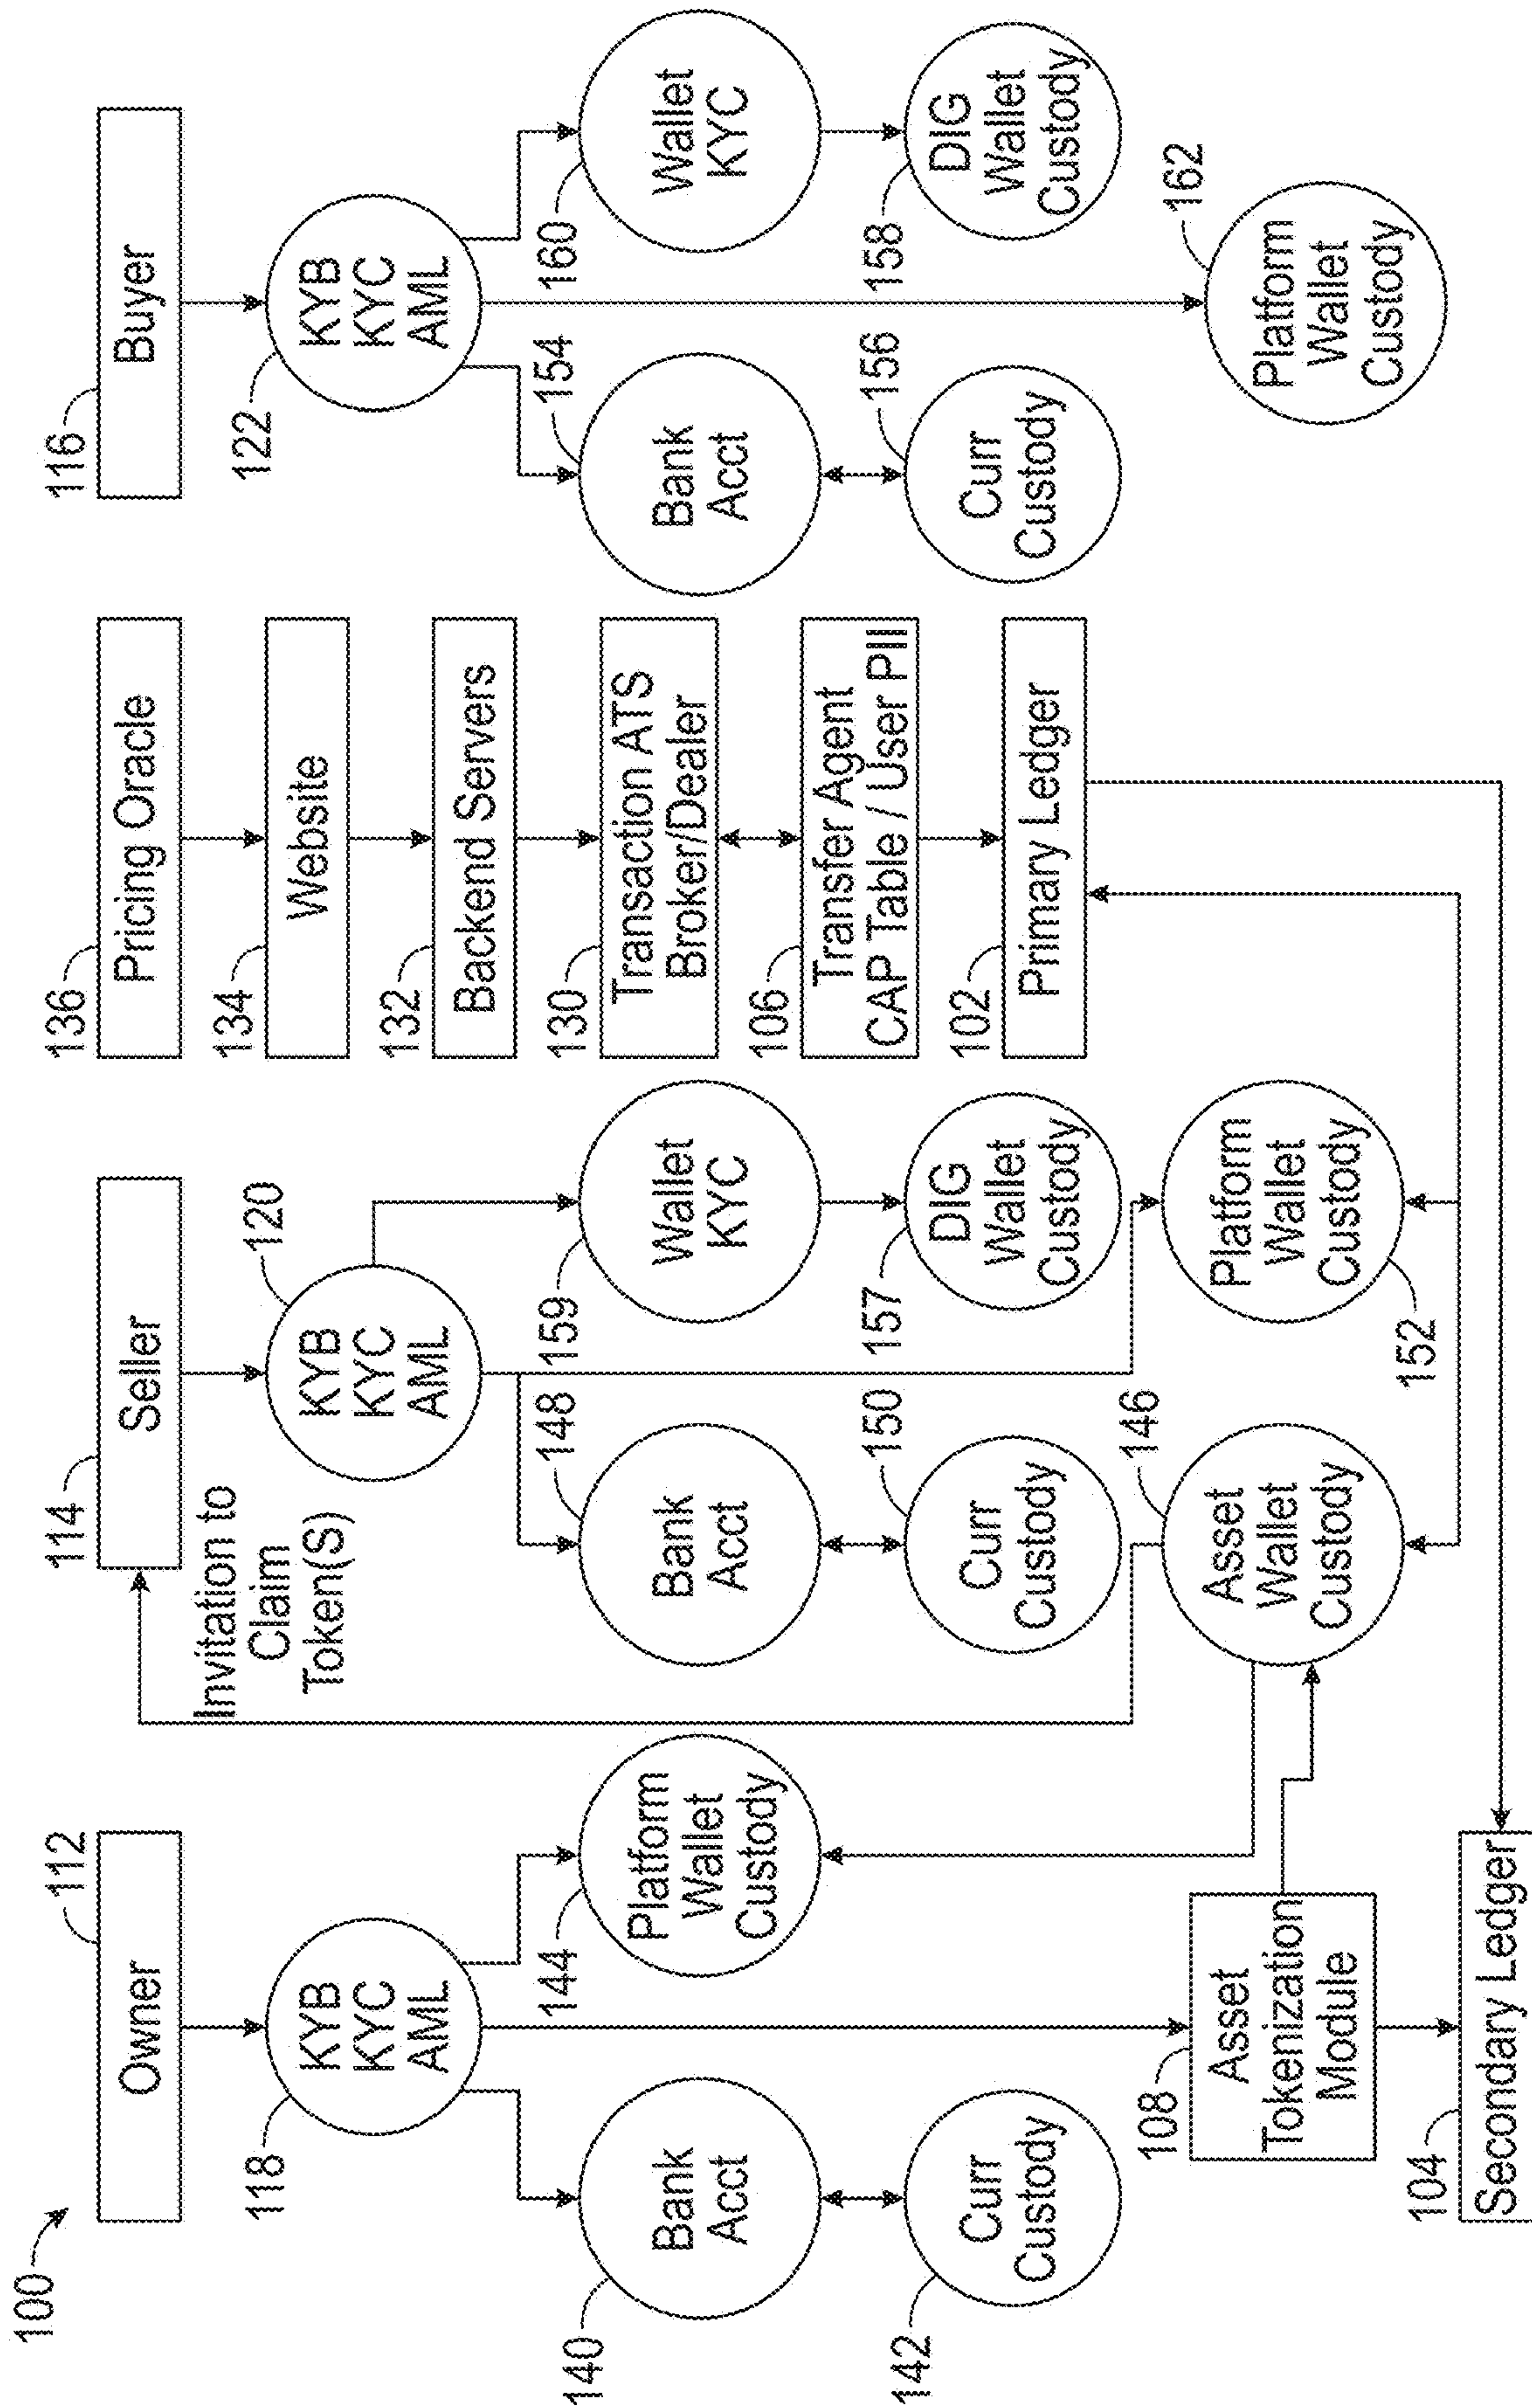 100
Owner
112
KYB
KYC
AML
118
Bank
Acct
140
Curr
Custody
142
Platform
Wallet
Custody
144
Asset
Tokenization
Module
108
Secondary Ledger
104
Seller
114
Invitation to
Claim
Token(S)
KYB
KYC
AML
120
Bank
Acct
148
Curr
Custody
150
Asset
Wallet
Custody
146
Wallet
KYC
159
DIG
Wallet
Custody
157
Platform
Wallet
Custody
152
136
Pricing Oracle
134
Website
132
Backend Servers
130
Transaction ATS
Broker/Dealer
106
Transfer Agent
CAP Table / User PII
102
Primary Ledger
116
Buyer
122
KYB
KYC
AML
154
Bank
Acct
156
Curr
Custody
160
Wallet
KYC
158
DIG
Wallet
Custody
162
Platform
Wallet
Custody